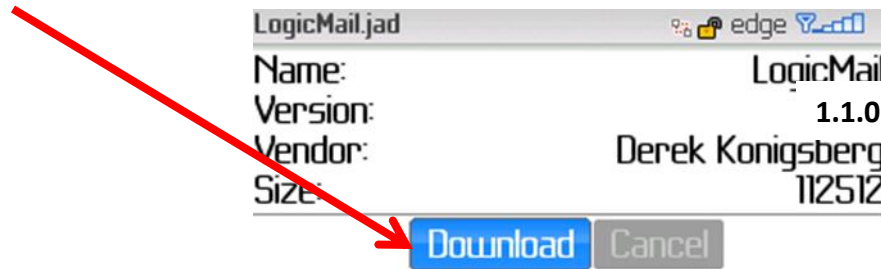 LogicMail.jad edge
Name: LogicMail
Version: 1.1.0
Vendor: Derek Konigsberg
Size: 112512
Download Cancel